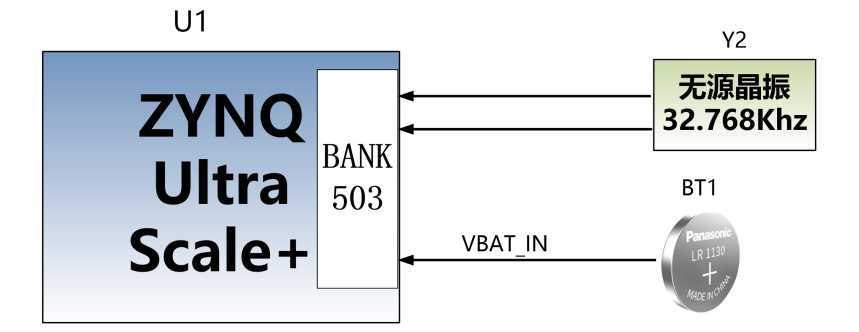 U1
Y2
ZYNQ
Ultra
Scale+
BANK
503
无源晶振
32.768Khz
BT1
VBAT_IN
Panasonic
LR 1130
+
MADE IN CHINA